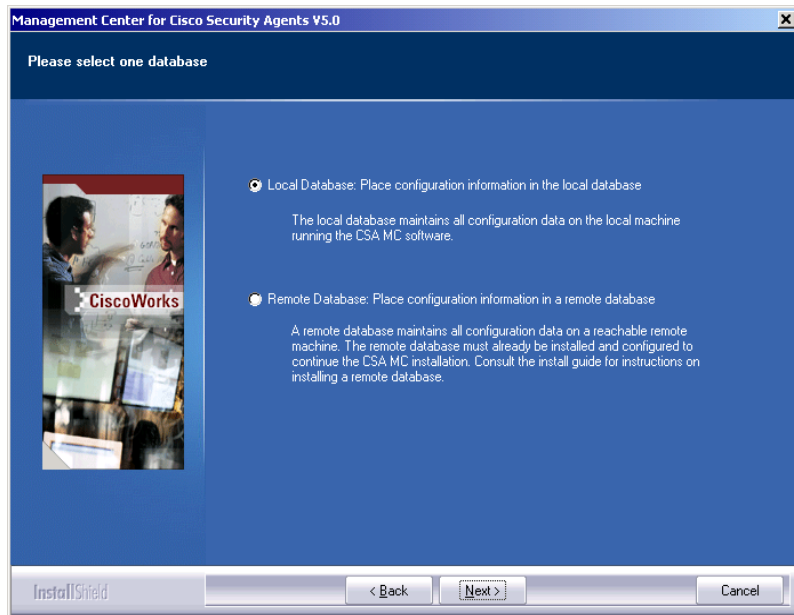 Management Center for Cisco Security Agents V5.0
Please select one database
Local Database: Place configuration information in the local database
The local database maintains all configuration data on the local machine
running the CSA MC software.
CiscoWorks
Remote Database: Place configuration information in a remote database
A remote database maintains all configuration data on a reachable remote
machine. The remote database must already be installed and configured to
continue the CSA MC installation. Consult the install guide for instructions on
installing a remote database.
InstallShield
< Back
Next >
Cancel